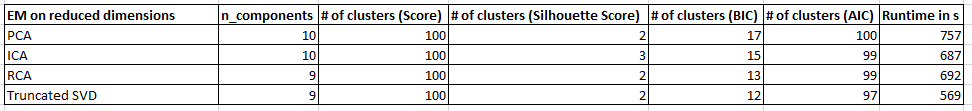 EM on reduced dimensions n_components # of clusters (Score) # of clusters (Silhouette Score) # of clusters (BIC) # of clusters (AIC) Runtime in s
PCA 10 100 2 17 100 757
ICA 10 100 3 15 99 687
RCA 9 100 2 13 99 692
Truncated SVD 9 100 2 12 97 569